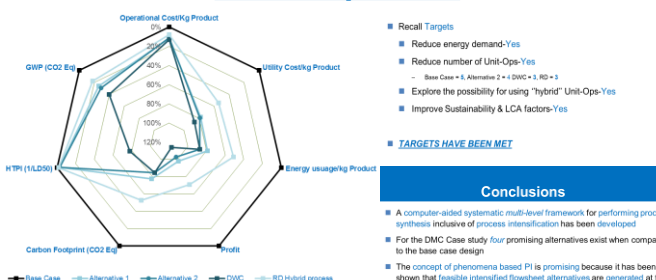 Operational Cost/Kg Product
0%
20%
40%
60%
80%
100%
120%
Utility Cost/kg Product
Energy usuage/kg Product
Profit
Carbon Footprint (CO2 Eq)
HTPI (1/LD50)
GWP (CO2 Eq)
Base Case
Alternative 1
Alternative 2
DWC
RD Hybrid process
Recall Targets
Reduce energy demand-Yes
Reduce number of Unit-Ops-Yes
– Base Case = 5, Alternative 2 = 4 DWC = 3, RD = 3
Explore the possibility for using "hybrid" Unit-Ops-Yes
Improve Sustainability & LCA factors-Yes
TARGETS HAVE BEEN MET
Conclusions
A computer-aided systematic multi-level framework for performing
synthesis inclusive of process intensification has been developed
For the DMC Case study four promising alternatives exist when
to the base case design
The concept of phenomena based PI is promising because it has been
shown that feasible intensified flowsheet alternatives are generated at